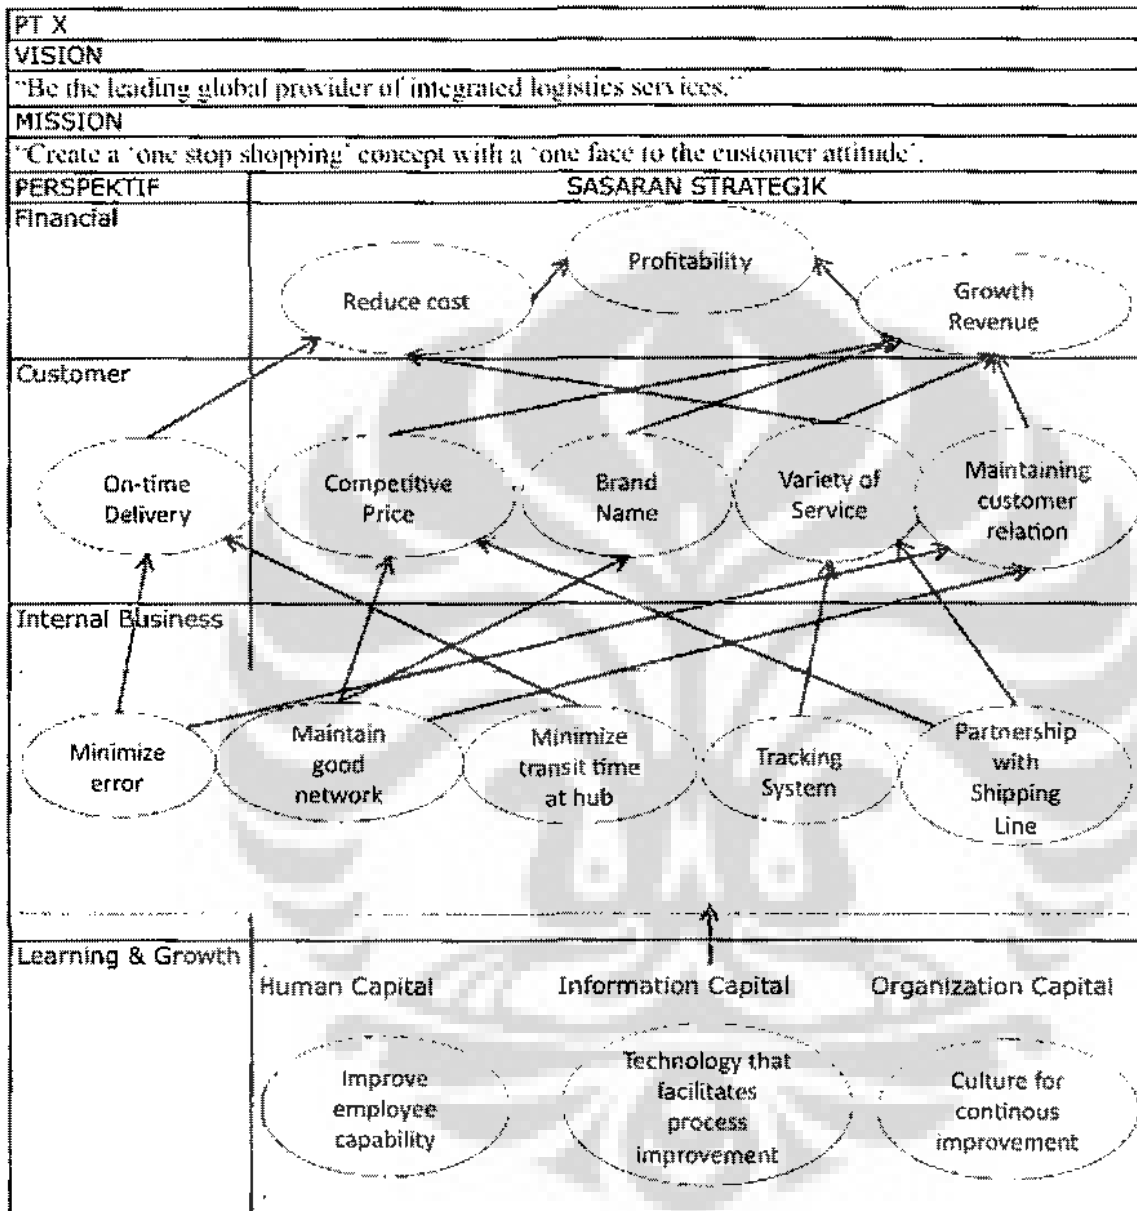 PT X
VISION
"Be the leading global provider of integrated logistics services."
MISSION
"Create a 'one stop shopping' concept with a 'one face to the customer attitude'.
PERSPEKTIF
SASARAN STRATEGIK
Financial
Profitability
Reduce cost
Growth
Revenue
Customer
On-time
Delivery
Competitive
Price
Brand
Name
Variety of
Service
Maintaining
customer
relation
Internal Business
Minimize
error
Maintain
good
network
Minimize
transit time
at hub
Tracking
System
Partnership
with
Shipping
Line
Learning & Growth
Human Capital
Information Capital
Organization Capital
Improve
employee
capability
Technology that
facilitates
process
improvement
Culture for
continous
improvement